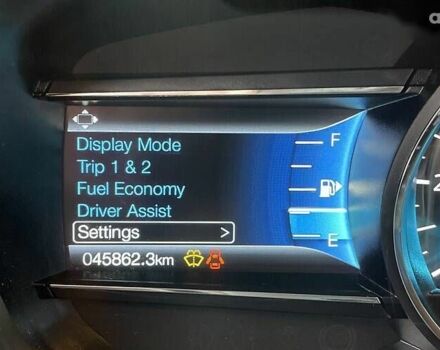 Display Mode
F
Trip 1 & 2
Fuel Economy
Driver Assist
Settings >
E
045862.3km